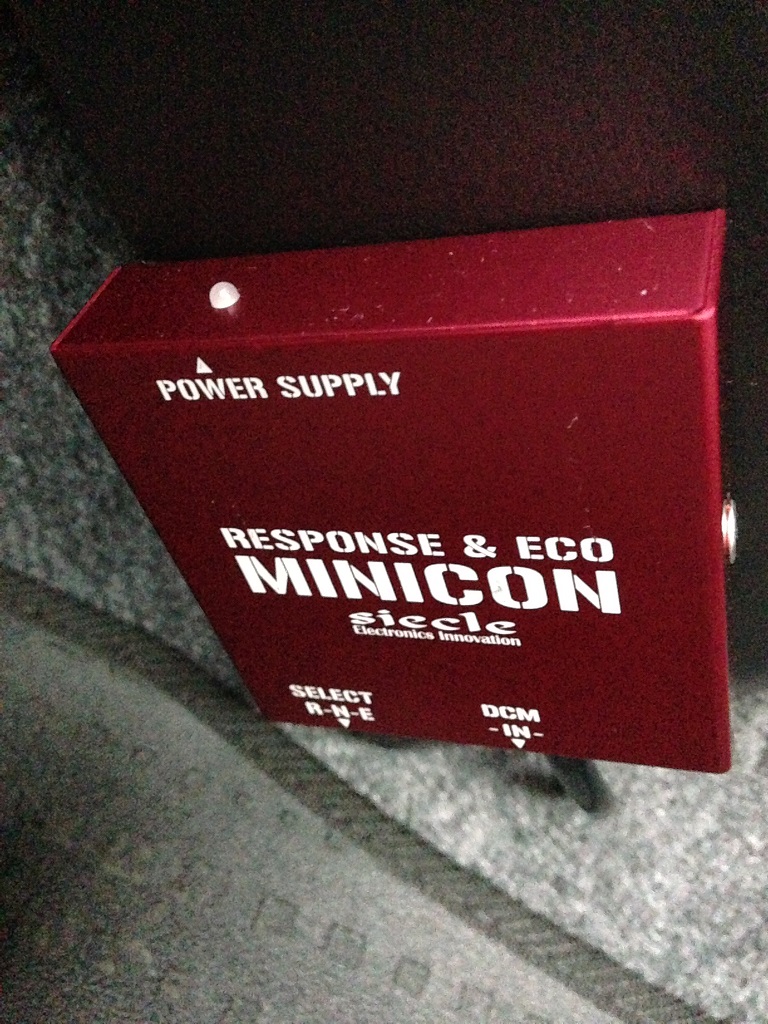 POWER SUPPLY
RESPONSE & ECO
MINICON
siecle
Electronics Innovation
SELECT
R-N-E
DCM
-IN-